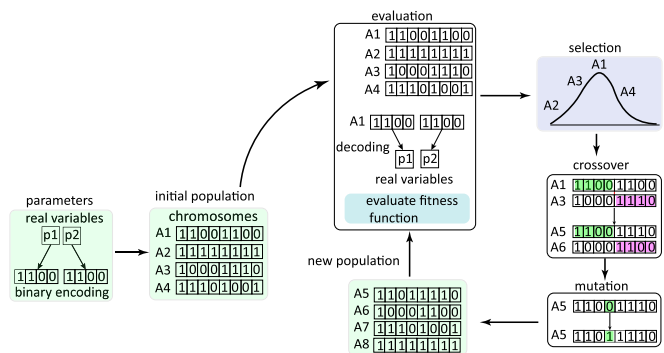 parameters
real variables
p1 p2
1100 1100
binary encoding
initial population
chromosomes
A1 11001100
A2 11111111
A3 10001110
A4 11101001
evaluation
A1 11001100
A2 11111111
A3 10001110
A4 11101001
A1 1100 1100
decoding
p1 p2
real variables
evaluate fitness
function
selection
A1
A3
A4
A2
crossover
A1 11001100
A3 10001110
A5 11001110
A6 10001100
mutation
A5 11001110
A5 11011110
new population
A5 11011110
A6 10001100
A7 11101001
A8 11111111